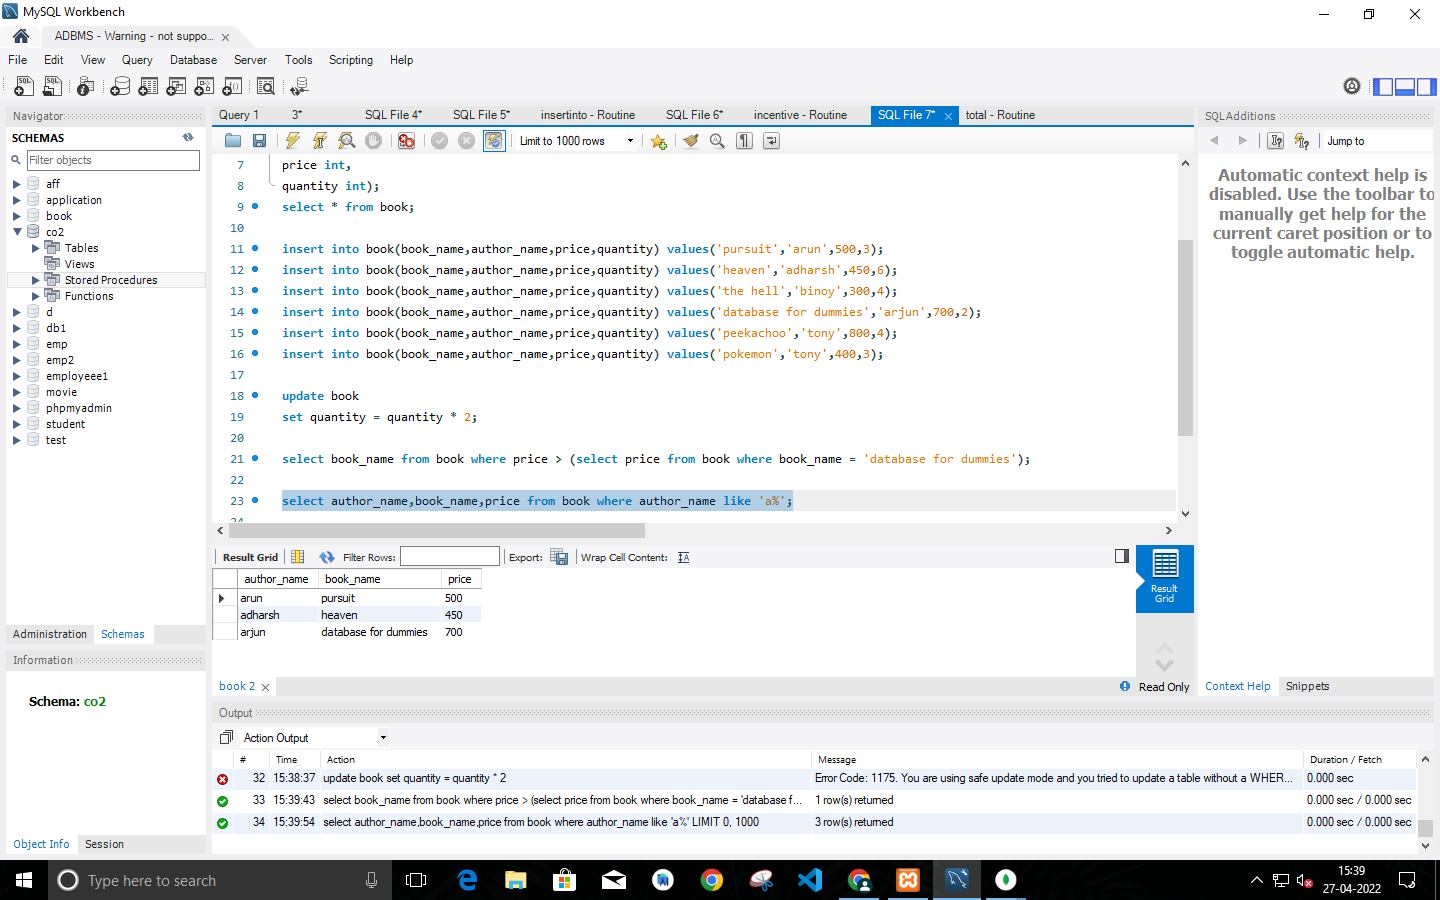 MySQL Workbench
ADBMS - Warning - not suppo... ×
File Edit View Query Database Server Tools Scripting Help
Navigator
SCHEMAS
Filter objects
aff
application
book
co2
Tables
Views
Stored Procedures
Functions
d
db1
emp
emp2
employeee1
movie
phpmyadmin
student
test
Administration Schemas
Information
Schema: co2
Object Info Session
Query 1 3* SQL File 4* SQL File 5* insertinto - Routine SQL File 6* incentive - Routine SQL File 7* × total - Routine
Limit to 1000 rows
7 price int,
8 quantity int);
9 select * from book;
10
11 insert into book(book_name,author_name,price,quantity) values('pursuit','arun',500,3);
12 insert into book(book_name,author_name,price,quantity) values('heaven','adharsh',450,6);
13 insert into book(book_name,author_name,price,quantity) values('the hell','binoy',300,4);
14 insert into book(book_name,author_name,price,quantity) values('database for dummies','arjun',700,2);
15 insert into book(book_name,author_name,price,quantity) values('peekachoo','tony',800,4);
16 insert into book(book_name,author_name,price,quantity) values('pokemon','tony',400,3);
17
18 update book
19 set quantity = quantity * 2;
20
21 select book_name from book where price > (select price from book where book_name = 'database for dummies');
22
23 select author_name,book_name,price from book where author_name like 'a%';
24
Result Grid Filter Rows: Export: Wrap Cell Content:
author_name book_name price
arun pursuit 500
adharsh heaven 450
arjun database for dummies 700
Result
Grid
book 2 × Read Only
SQLAdditions
Jump to
Automatic context help is
disabled. Use the toolbar to
manually get help for the
current caret position or to
toggle automatic help.
Context Help Snippets
Output
Action Output
# Time Action Message Duration / Fetch
32 15:38:37 update book set quantity = quantity * 2 Error Code: 1175. You are using safe update mode and you tried to update a table without a WHER... 0.000 sec
33 15:39:43 select book_name from book where price > (select price from book where book_name = 'database f... 1 row(s) returned 0.000 sec / 0.000 sec
34 15:39:54 select author_name,book_name,price from book where author_name like 'a%' LIMIT 0, 1000 3 row(s) returned 0.000 sec / 0.000 sec
Type here to search
15:39
27-04-2022